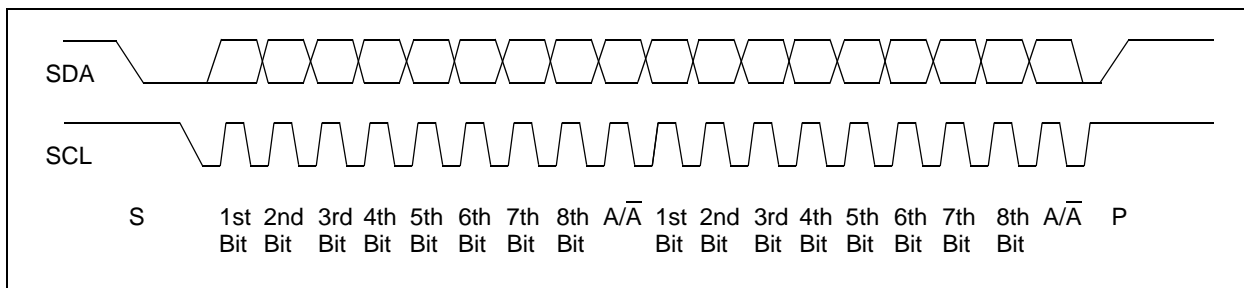 SDA
SCL
S 1st 2nd 3rd 4th 5th 6th 7th 8th A/A̅ 1st 2nd 3rd 4th 5th 6th 7th 8th A/A̅ P
Bit Bit Bit Bit Bit Bit Bit Bit Bit Bit Bit Bit Bit Bit Bit Bit